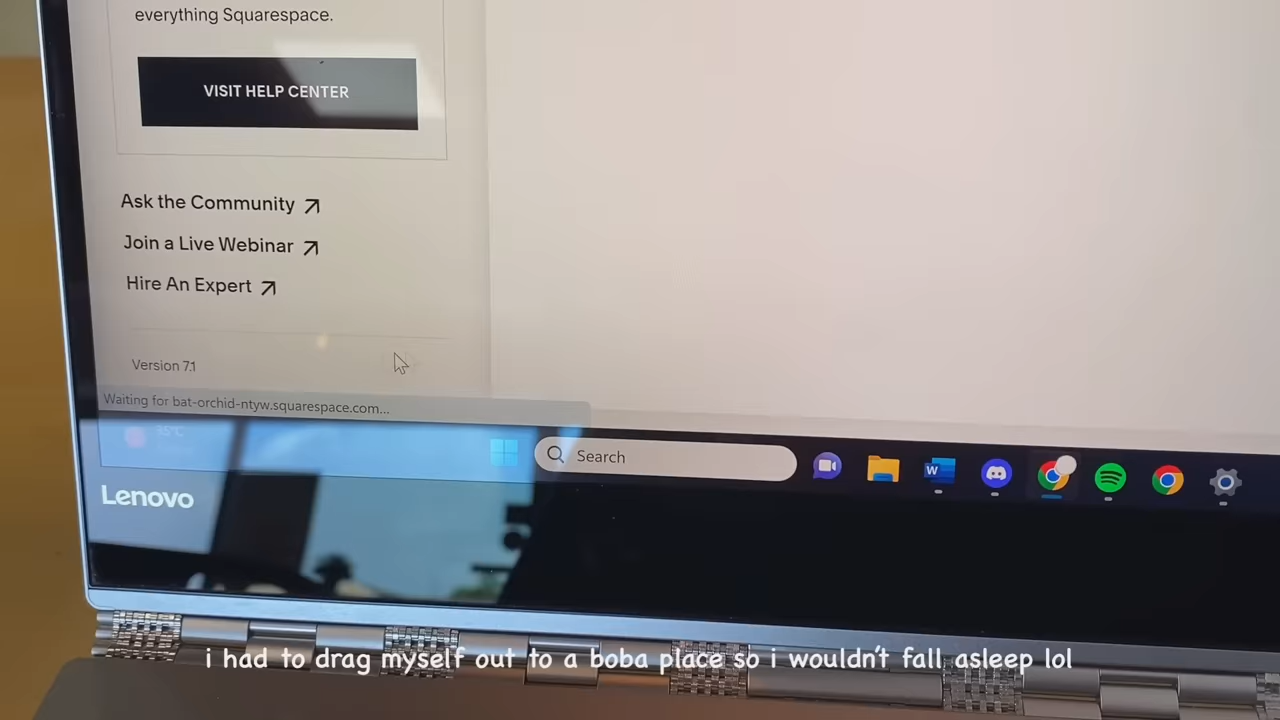 everything Squarespace.
VISIT HELP CENTER
Ask the Community
Join a Live Webinar
Hire An Expert
Version 7.1
Waiting for bat-orchid-ntyw.squarespace.com...
35°C
Search
W
Lenovo
i had to drag myself out to a boba place so i wouldn't fall asleep lol